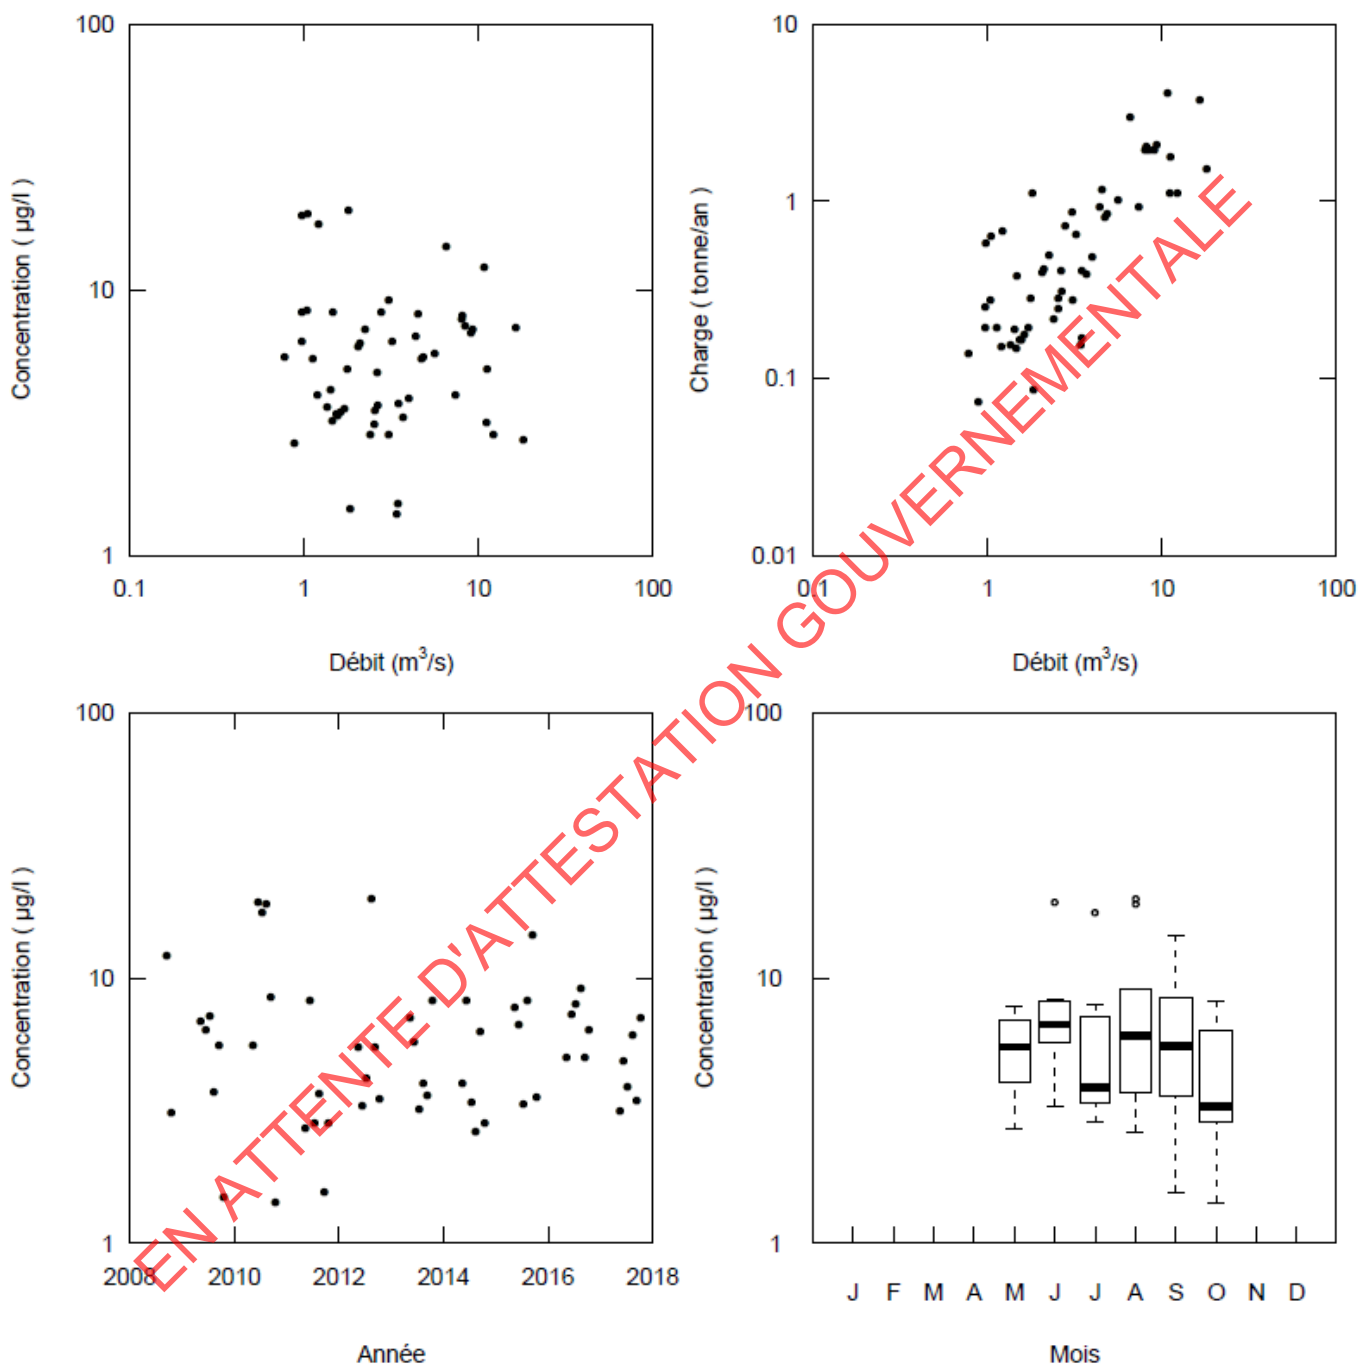 100
10
1
0.1
1
10
100
Concentration ( µg/l )
Débit (m³/s)
10
1
0.1
0.01
0.1
1
10
100
Charge ( tonne/an )
Débit (m³/s)
100
10
1
2008
2010
2012
2014
2016
2018
Concentration ( µg/l )
Année
100
10
1
J F M A M J J A S O N D
Concentration ( µg/l )
Mois
EN ATTENTE D'ATTESTATION GOUVERNEMENTALE